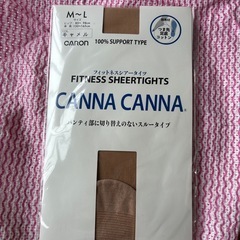 M～L
キャメル
canon
100% SUPPORT TYPE
フィットネスシアータイツ
FITNESS SHEERTIGHTS
CANNA CANNA
パンティ部に切り替えのないスルータイプ